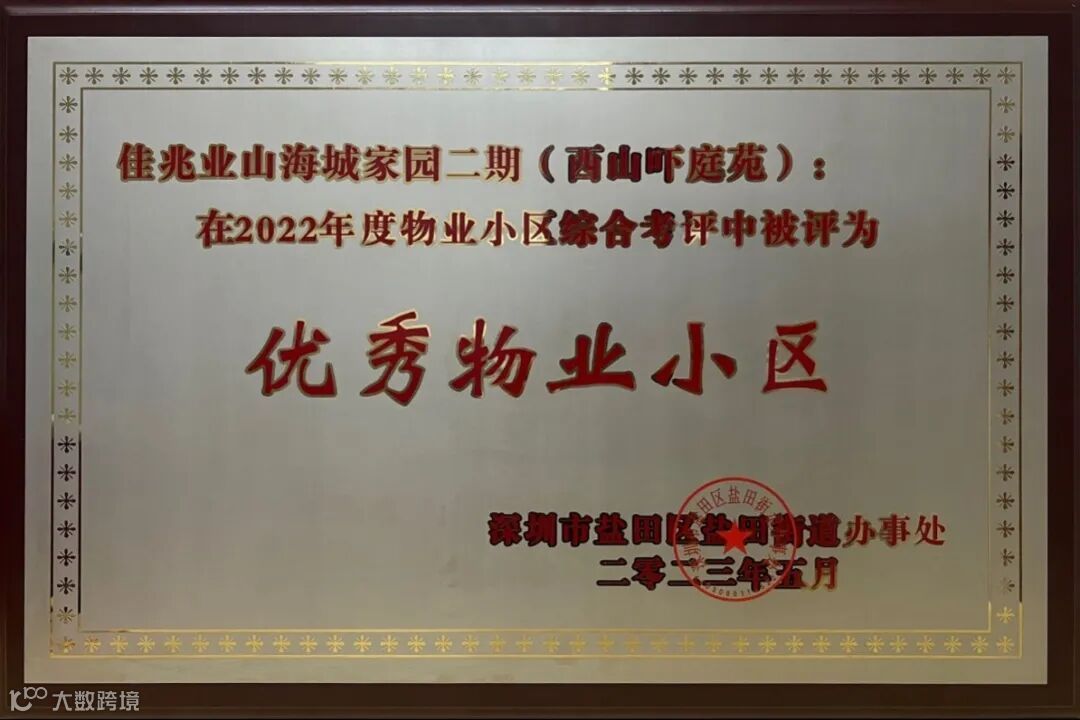 佳兆业山海城家园二期（西山吓庭苑）：
在2022年度物业小区综合考评中被评为
优秀物业小区
深圳市盐田区盐田街道办事处
二零二三年五月
大数跨境